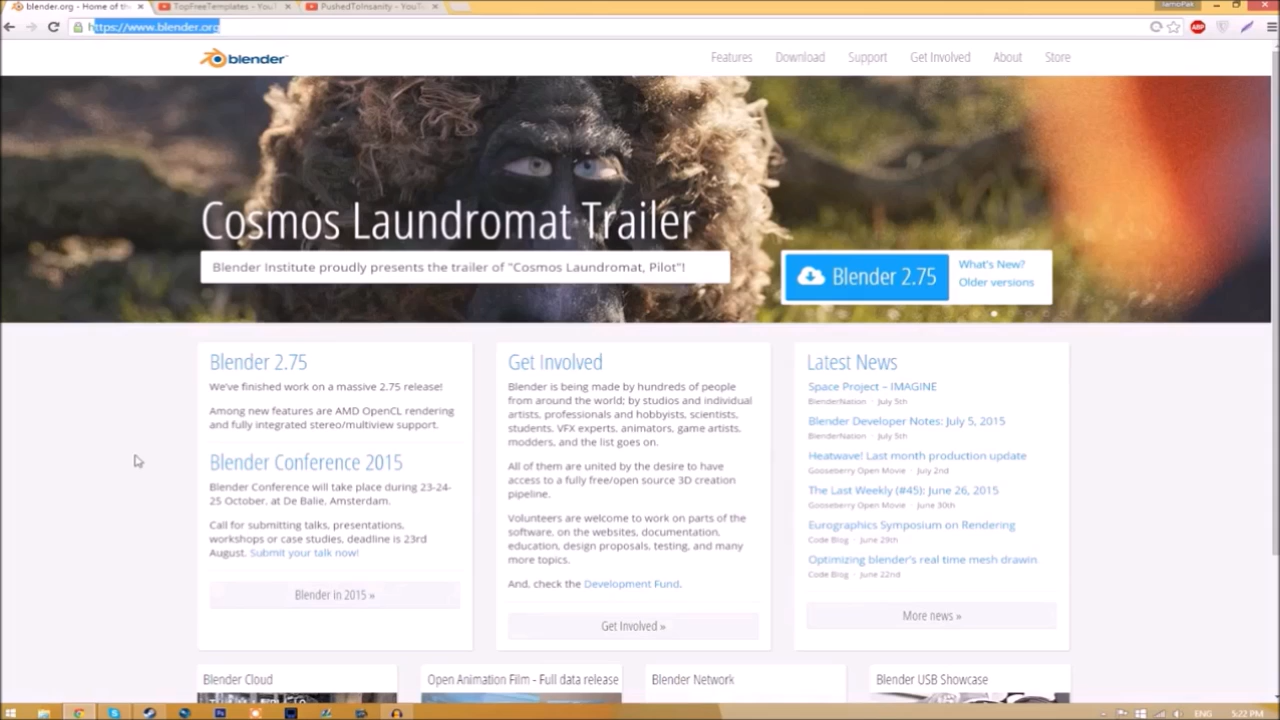 blender.org - Home of th
TopFreeTemplates - YouT
PushedToInsanity - YouTu
IamoPak
https://www.blender.org
ABP
blender
Features
Download
Support
Get Involved
About
Store
Cosmos Laundromat Trailer
Blender Institute proudly presents the trailer of "Cosmos Laundromat, Pilot"!
Blender 2.75
What's New?
Older versions
Blender 2.75
We've finished work on a massive 2.75 release!
Among new features are AMD OpenCL rendering
and fully integrated stereo/multiview support.
Blender Conference 2015
Blender Conference will take place during 23-24-
25 October, at De Balie, Amsterdam.
Call for submitting talks, presentations,
workshops or case studies, deadline is 23rd
August. Submit your talk now!
Blender in 2015 »
Get Involved
Blender is being made by hundreds of people
from around the world; by studios and individual
artists, professionals and hobbyists, scientists,
students, VFX experts, animators, game artists,
modders, and the list goes on.
All of them are united by the desire to have
access to a fully free/open source 3D creation
pipeline.
Volunteers are welcome to work on parts of the
software, on the websites, documentation,
education, design proposals, testing, and many
more topics.
And, check the Development Fund.
Get Involved »
Latest News
Space Project – IMAGINE
BlenderNation · July 5th
Blender Developer Notes: July 5, 2015
BlenderNation · July 5th
Heatwave! Last month production update
Gooseberry Open Movie · July 2nd
The Last Weekly (#45): June 26, 2015
Gooseberry Open Movie · June 30th
Eurographics Symposium on Rendering
Code Blog · June 29th
Optimizing blender's real time mesh drawin
Code Blog · June 22nd
More news »
Blender Cloud
Open Animation Film - Full data release
Blender Network
Blender USB Showcase
ENG
5:22 PM